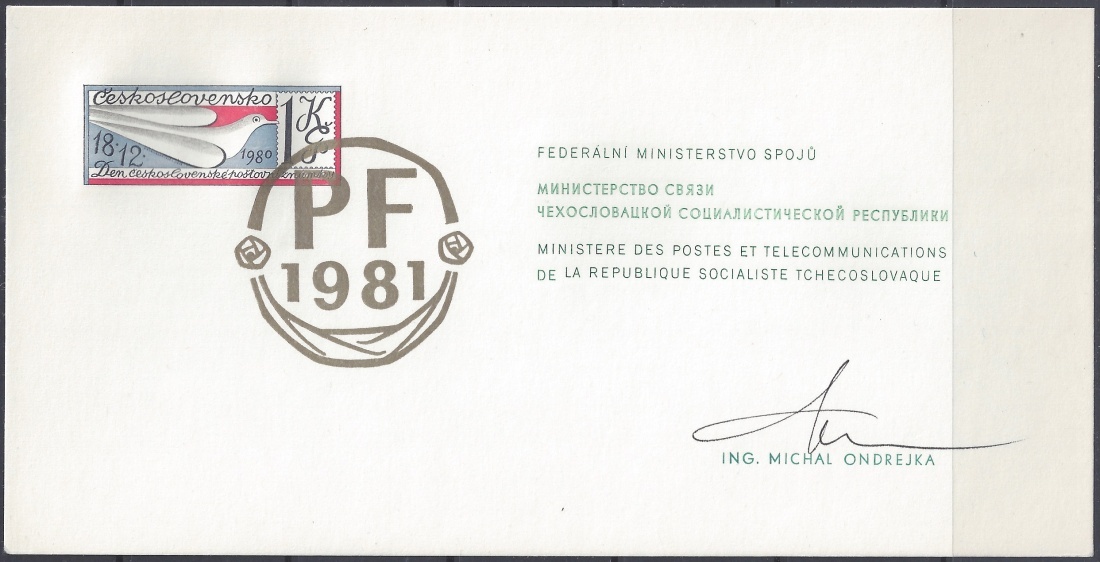 Československo
1 Kčs
18.12. 1980
Den československé poštovní známky
PF
1981
FEDERÁLNÍ MINISTERSTVO SPOJŮ
МИНИСТЕРСТВО СВЯЗИ
ЧЕХОСЛОВАЦКОЙ СОЦИАЛИСТИЧЕСКОЙ РЕСПУБЛИКИ
MINISTERE DES POSTES ET TELECOMMUNICATIONS
DE LA REPUBLIQUE SOCIALISTE TCHECOSLOVAQUE
ING. MICHAL ONDREJKA